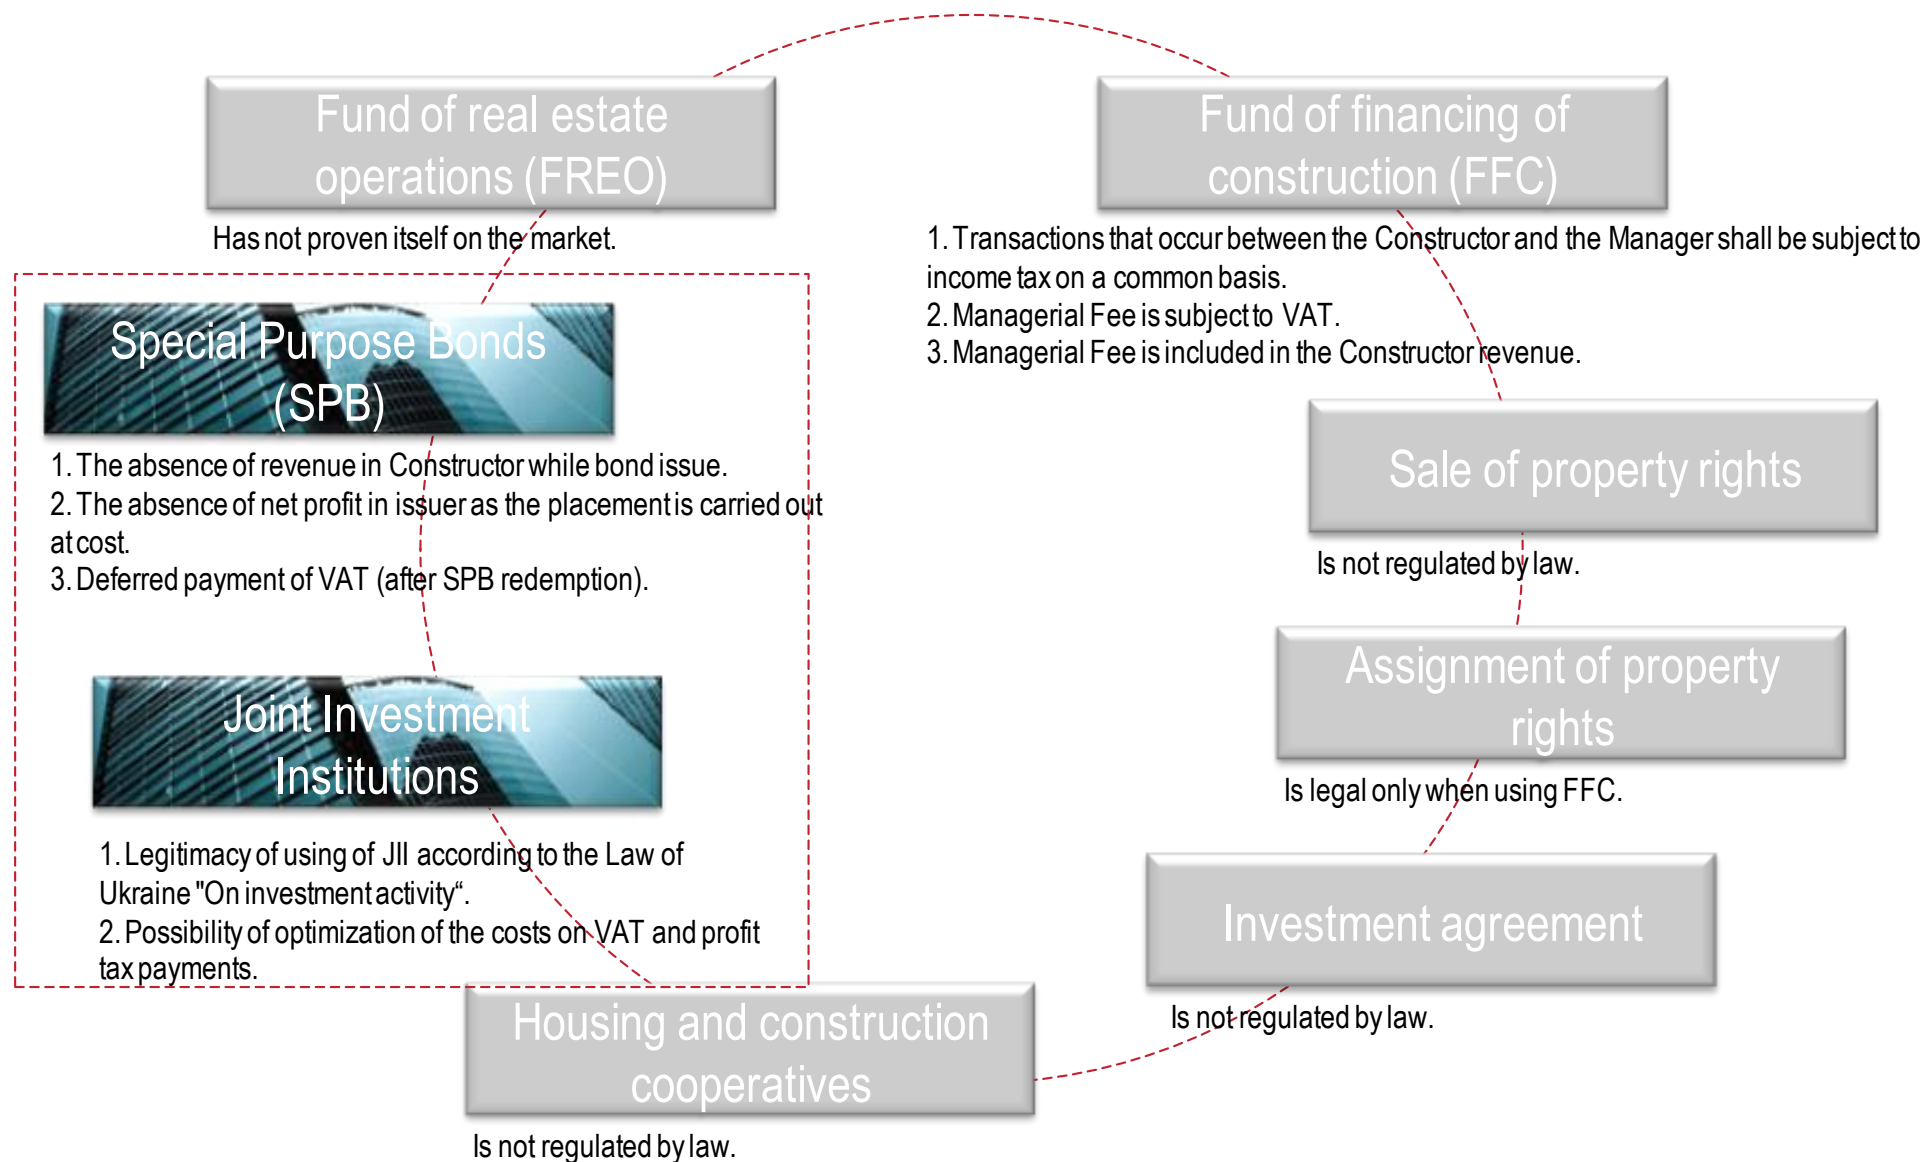 Fund of real estate
operations (FREO)
Has not proven itself on the market.
Fund of financing of
construction (FFC)
1. Transactions that occur between the Constructor and the Manager shall be subject to
income tax on a common basis.
2. Managerial Fee is subject to VAT.
3. Managerial Fee is included in the Constructor revenue.
Special Purpose Bonds
(SPB)
1. The absence of revenue in Constructor while bond issue.
2. The absence of net profit in issuer as the placement is carried out
at cost.
3. Deferred payment of VAT (after SPB redemption).
Sale of property rights
Is not regulated by law.
Joint Investment
Institutions
1. Legitimacy of using of JII according to the Law of
Ukraine "On investment activity“.
2. Possibility of optimization of the costs on VAT and profit
tax payments.
Assignment of property
rights
Is legal only when using FFC.
Investment agreement
Is not regulated by law.
Housing and construction
cooperatives
Is not regulated by law.